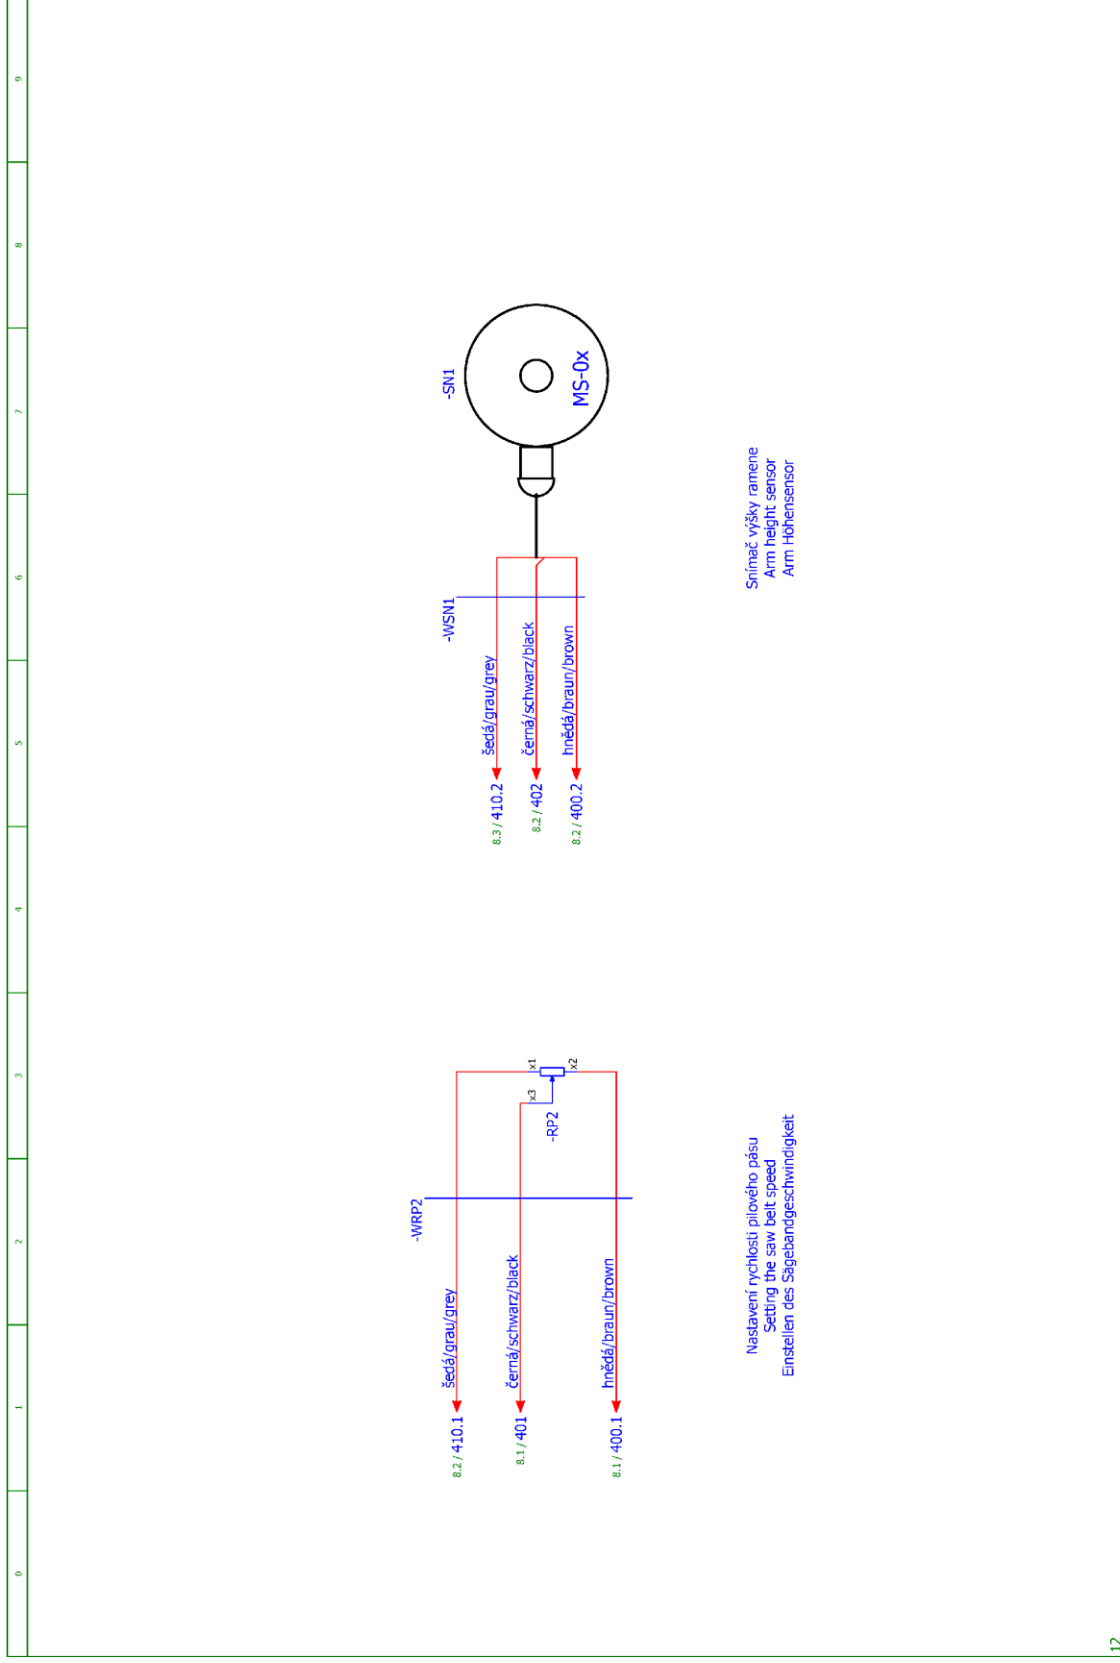 0
1
2
3
4
5
6
7
8
9
-WRP2
8.2 / 410.1
šedá/grau/grey
8.1 / 401
černá/schwarz/black
x3
x1
-RP2
x2
8.1 / 400.1
hnědá/braun/brown
Nastavení rychlosti pilového pásu
Setting the saw belt speed
Einstellen des Sägebandgeschwindigkeit
-WSN1
-SN1
8.3 / 410.2
šedá/grau/grey
8.2 / 402
černá/schwarz/black
8.2 / 400.2
hnědá/braun/brown
MS-0x
Snímač výšky ramene
Arm height sensor
Arm Höhensensor
12